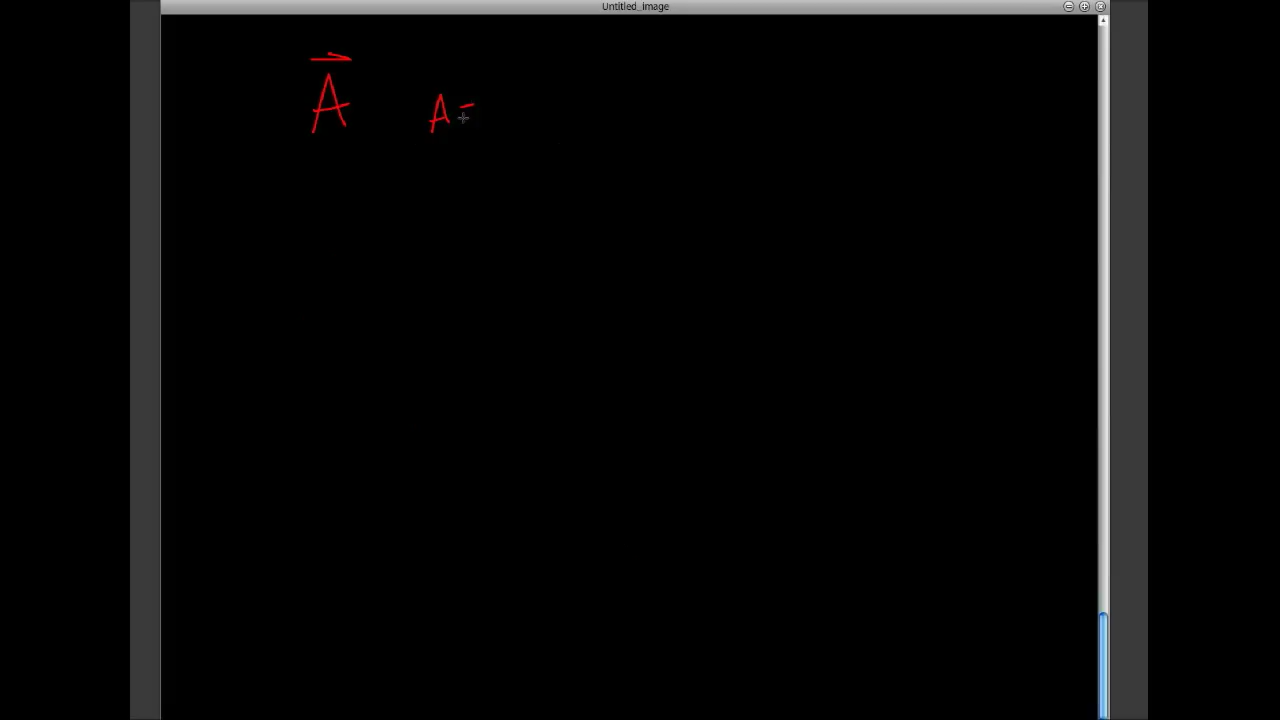 Untitled_image
A⃗ A =